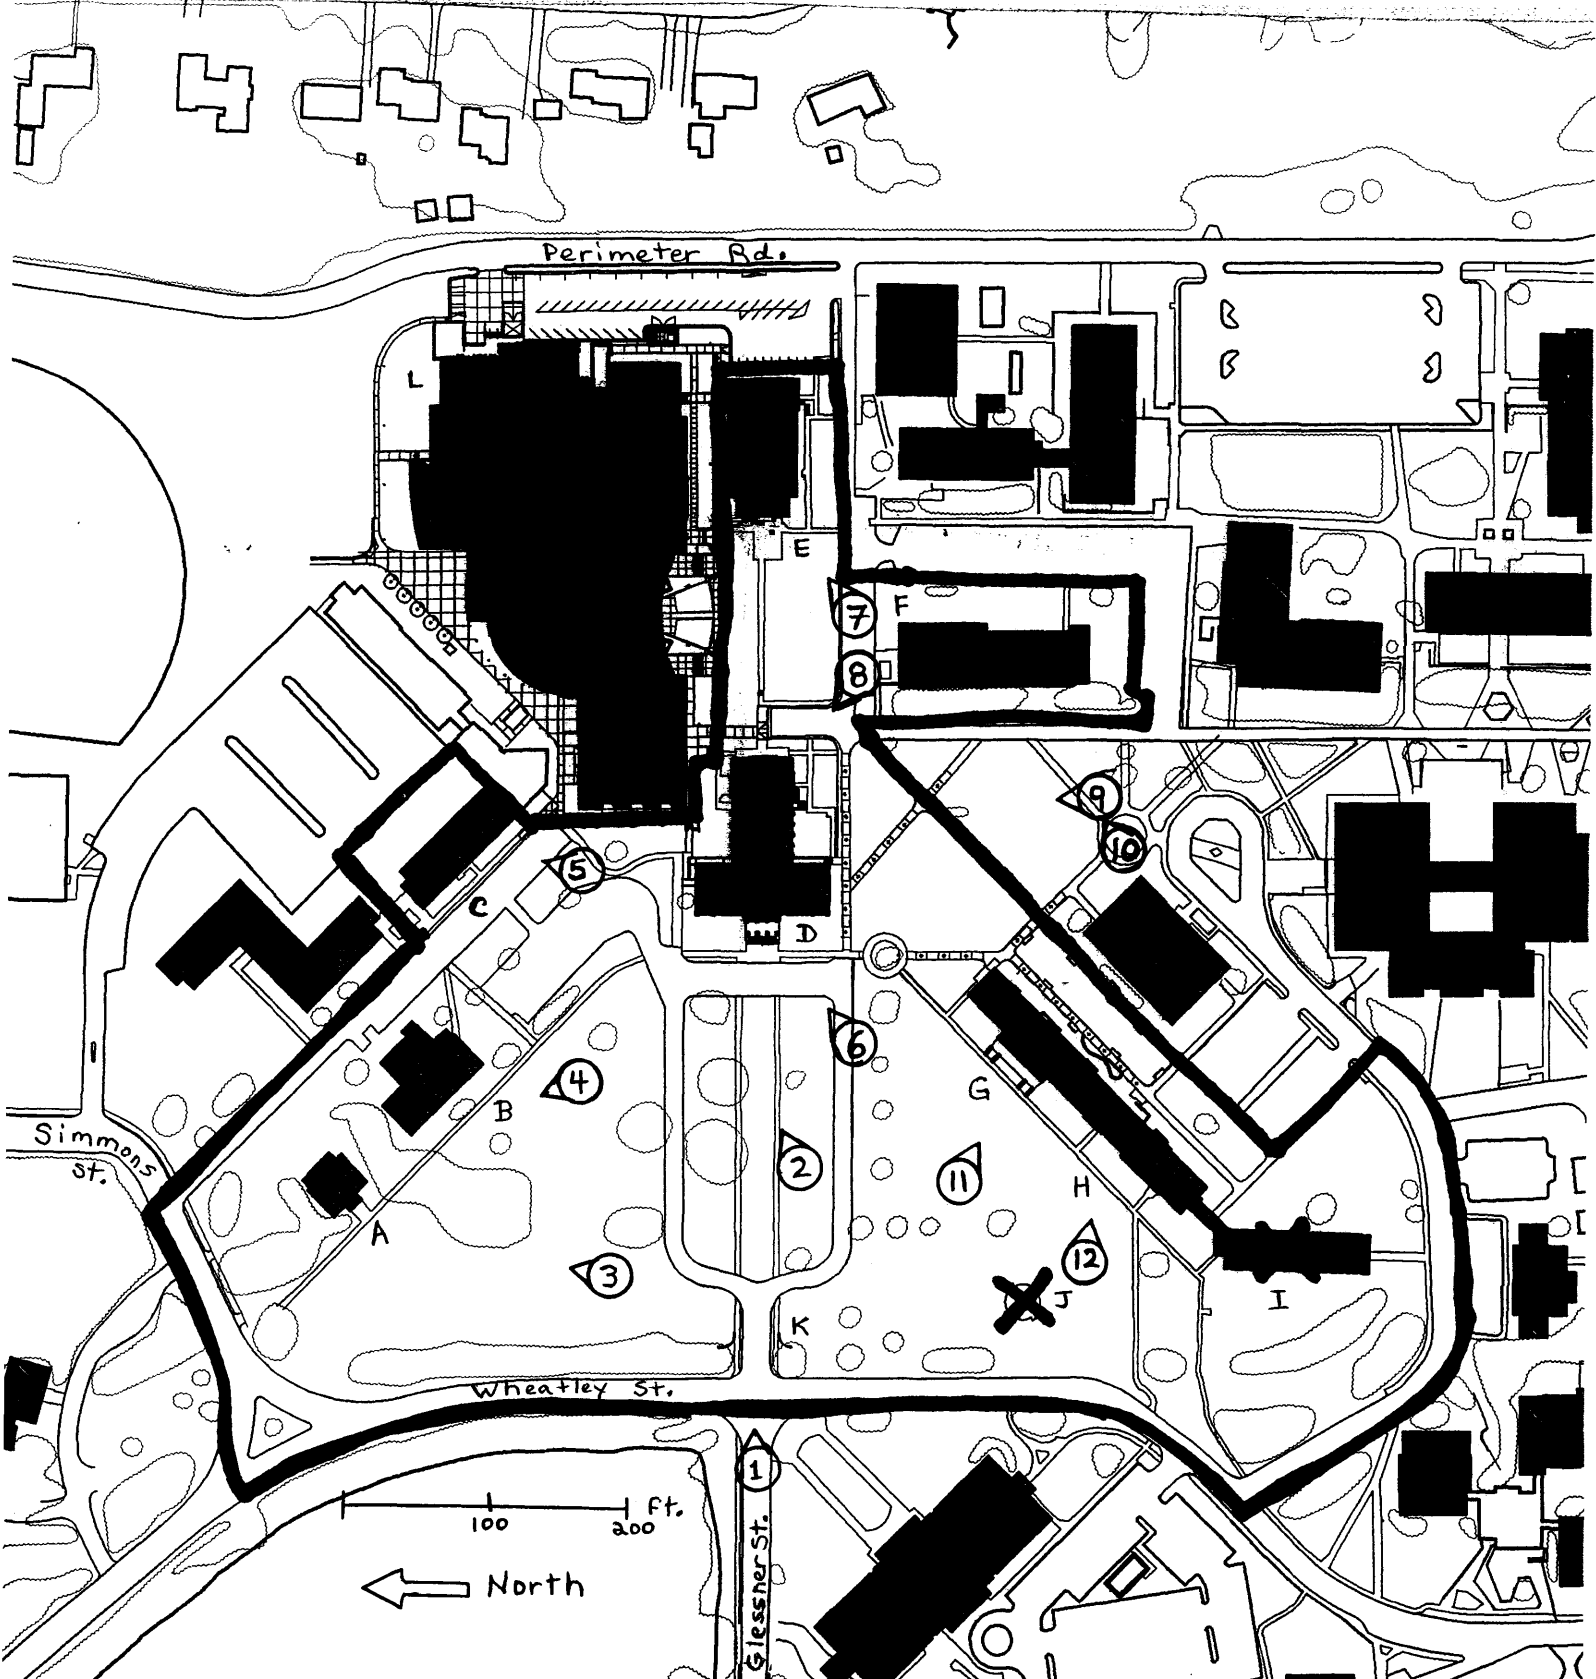 Perimeter Rd.
L
E
7
F
8
9
10
5
C
D
6
4
G
B
2
11
H
Simmons
St.
A
12
3
J
I
K
Wheatley St.
1
Ft.
100
200
Glessner St.
North